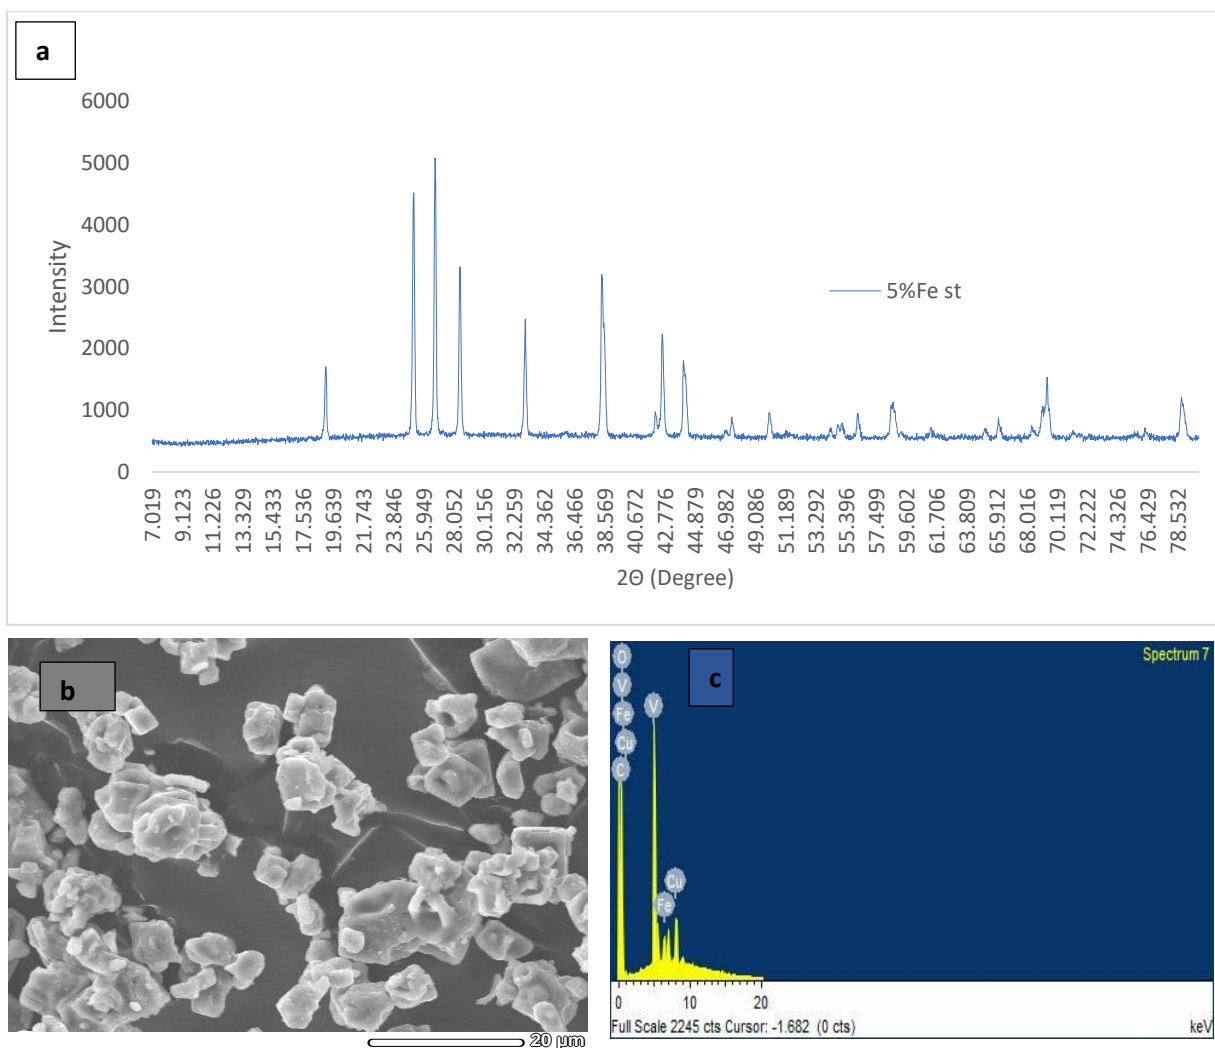 a
6000
5000
4000
3000
2000
1000
0
Intensity
5%Fe st
7.019 9.123 11.226 13.329 15.433 17.536 19.639 21.743 23.846 25.949 28.052 30.156 32.259 34.362 36.466 38.569 40.672 42.776 44.879 46.982 49.086 51.189 53.292 55.396 57.499 59.602 61.706 63.809 65.912 68.016 70.119 72.222 74.326 76.429 78.532
2Θ (Degree)
b
20 µm
c
Spectrum 7
O
V
Fe
Cu
C
V
Cu
Fe
0 10 20
Full Scale 2245 cts Cursor: -1.682 (0 cts)
keV